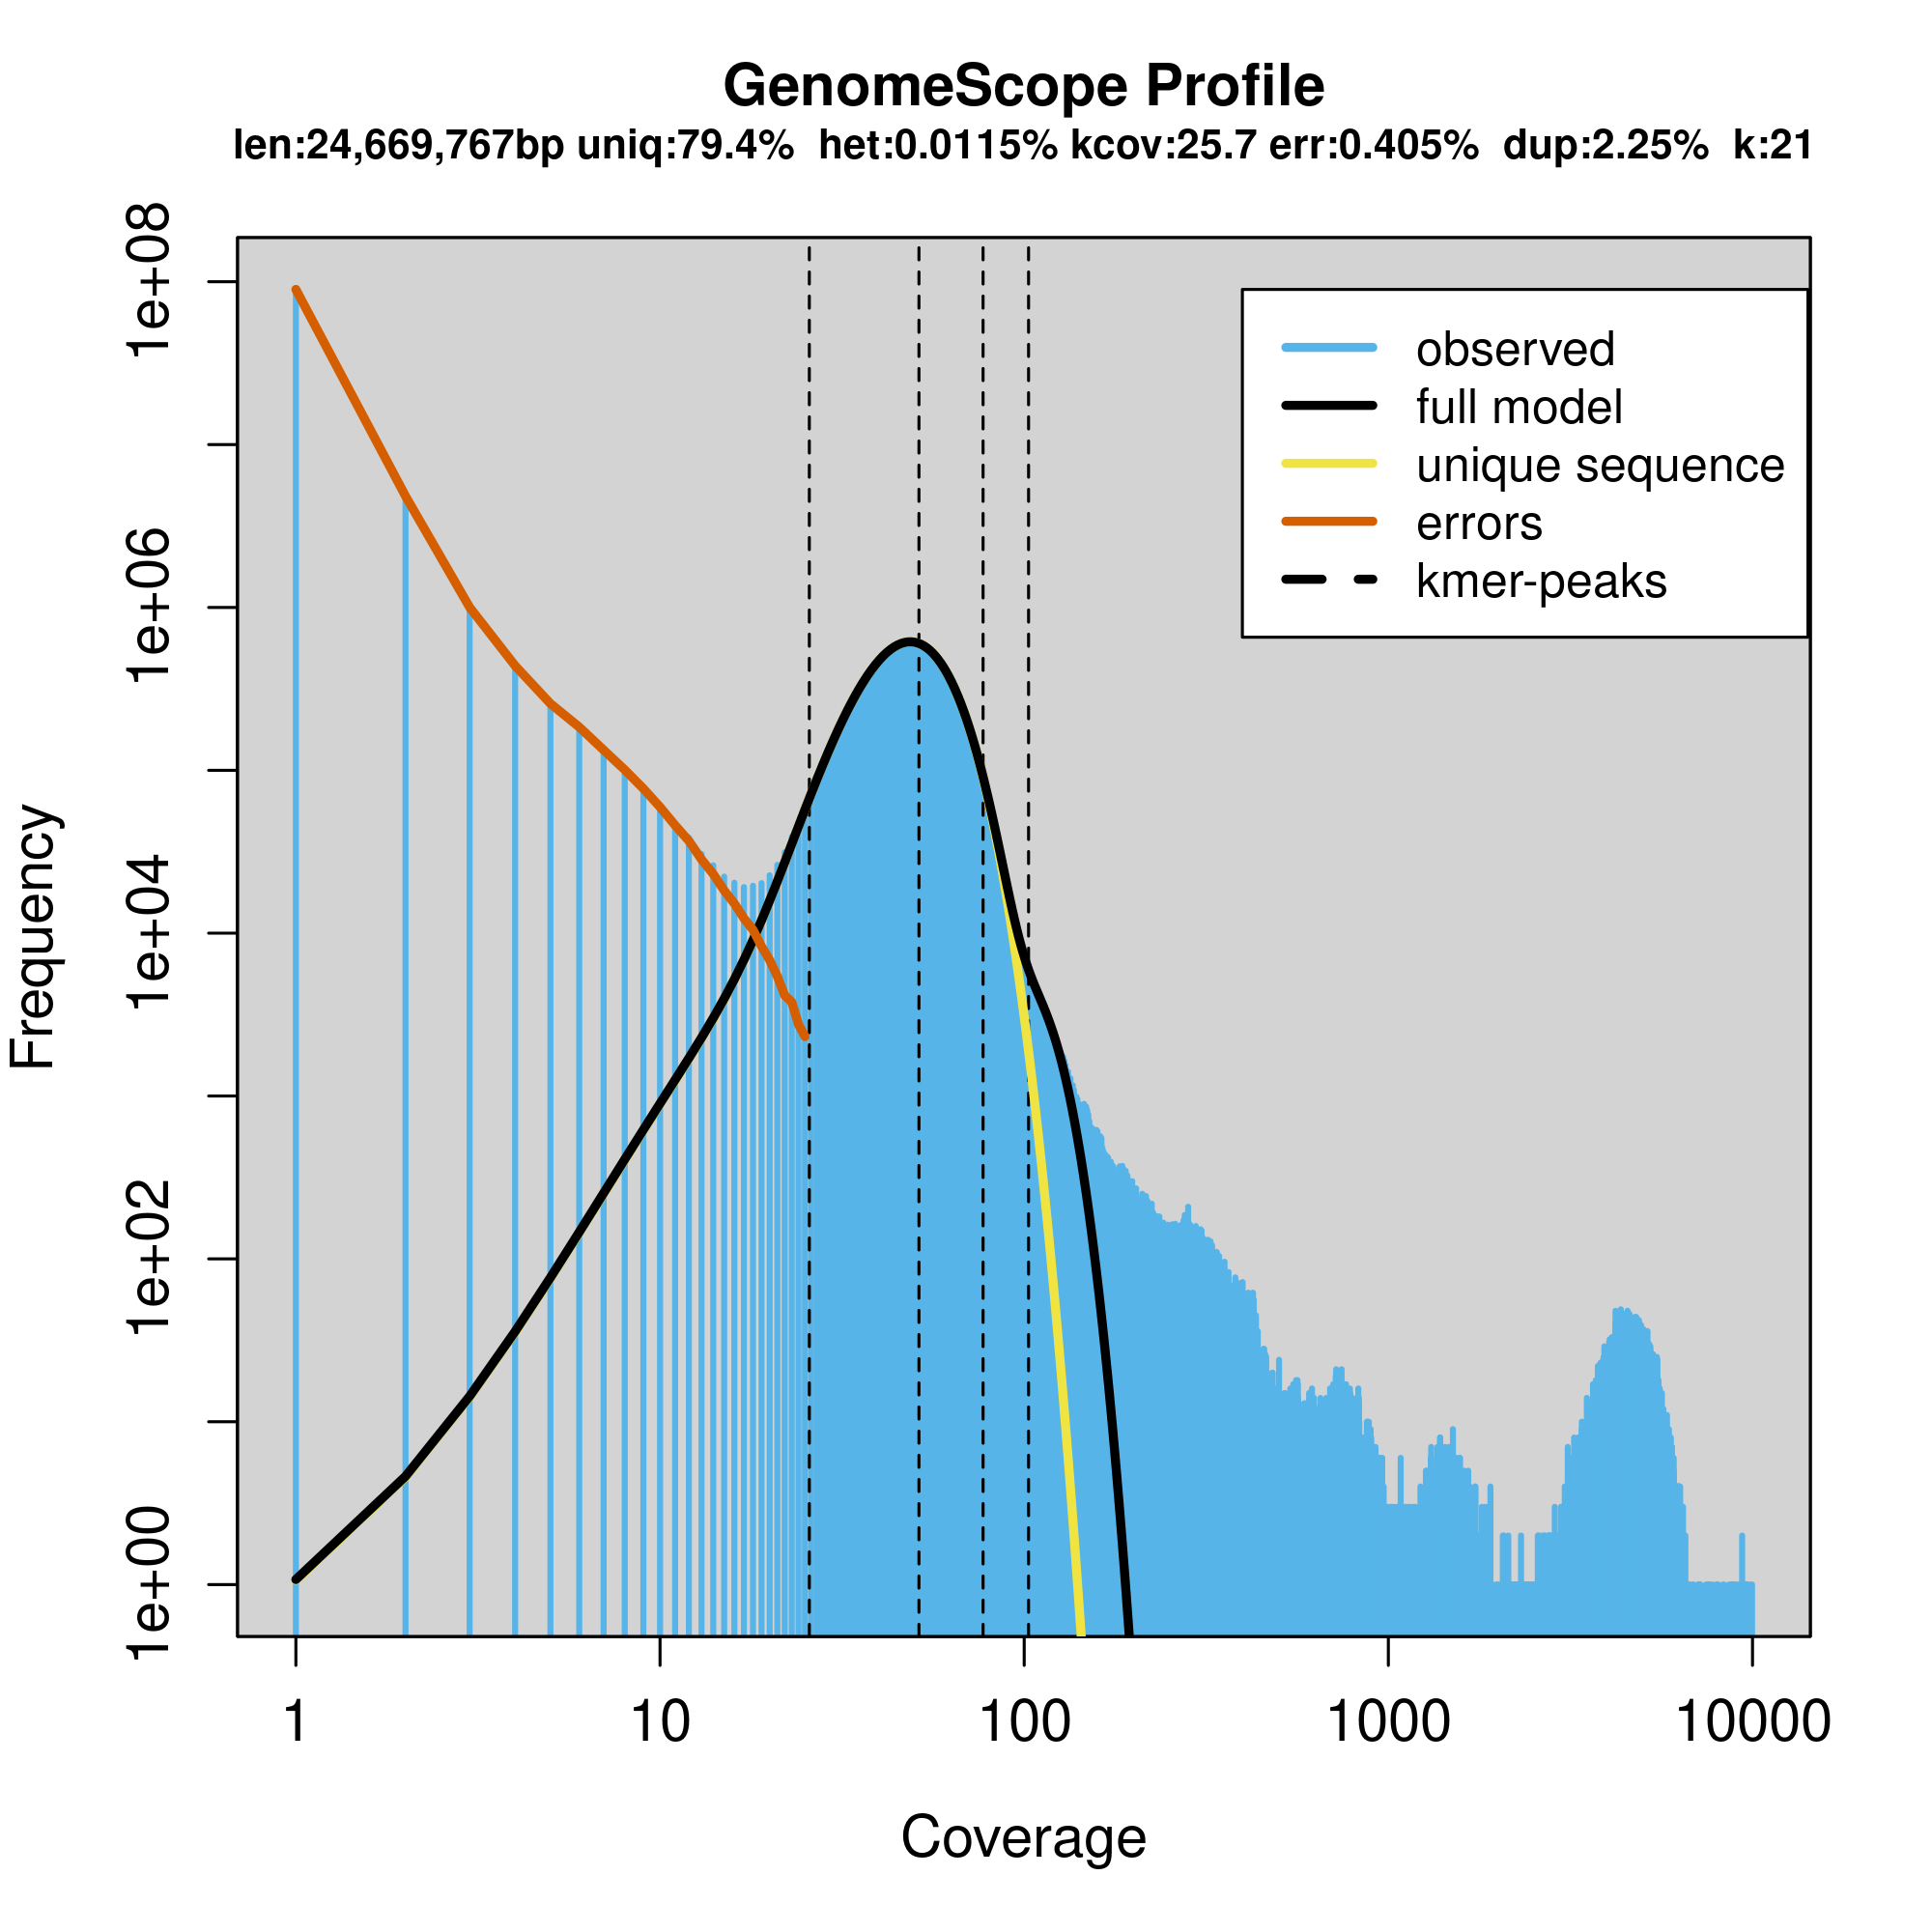 GenomeScope Profile
len:24,669,767bp uniq:79.4% het:0.0115% kcov:25.7 err:0.405% dup:2.25% k:21
1e+08
1e+06
1e+04
1e+02
1e+00
Frequency
observed
full model
unique sequence
errors
kmer-peaks
1 10 100 1000 10000
Coverage